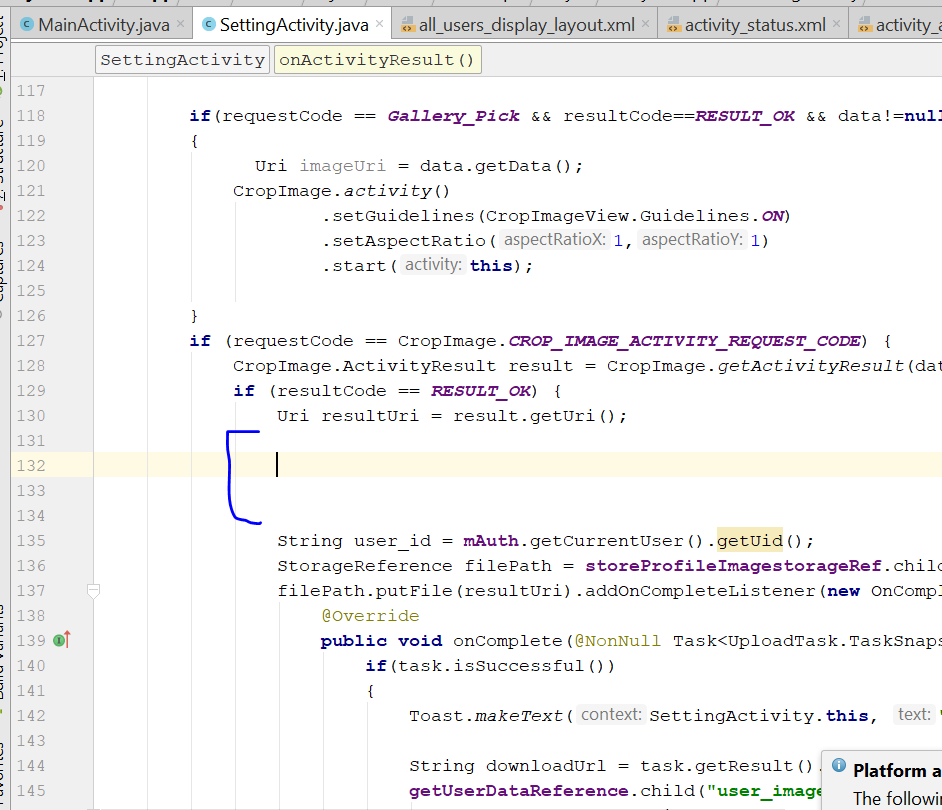 MainActivity.java × SettingActivity.java × all_users_display_layout.xml × activity_status.xml × activity_a
SettingActivity onActivityResult()
117
118 if(requestCode == Gallery_Pick && resultCode==RESULT_OK && data!=null
119 {
120 Uri imageUri = data.getData();
121 CropImage.activity()
122 .setGuidelines(CropImageView.Guidelines.ON)
123 .setAspectRatio( aspectRatioX: 1, aspectRatioY: 1)
124 .start( activity: this);
125
126 }
127 if (requestCode == CropImage.CROP_IMAGE_ACTIVITY_REQUEST_CODE) {
128 CropImage.ActivityResult result = CropImage.getActivityResult(dat
129 if (resultCode == RESULT_OK) {
130 Uri resultUri = result.getUri();
131
132
133
134
135 String user_id = mAuth.getCurrentUser().getUid();
136 StorageReference filePath = storeProfileImagestorageRef.child
137 filePath.putFile(resultUri).addOnCompleteListener(new OnCompl
138 @Override
139 public void onComplete(@NonNull Task<UploadTask.TaskSnaps
140 if(task.isSuccessful())
141 {
142 Toast.makeText( context: SettingActivity.this, text: "
143
144 String downloadUrl = task.getResult().
145 getUserDataReference.child("user_image
Platform a
The followin